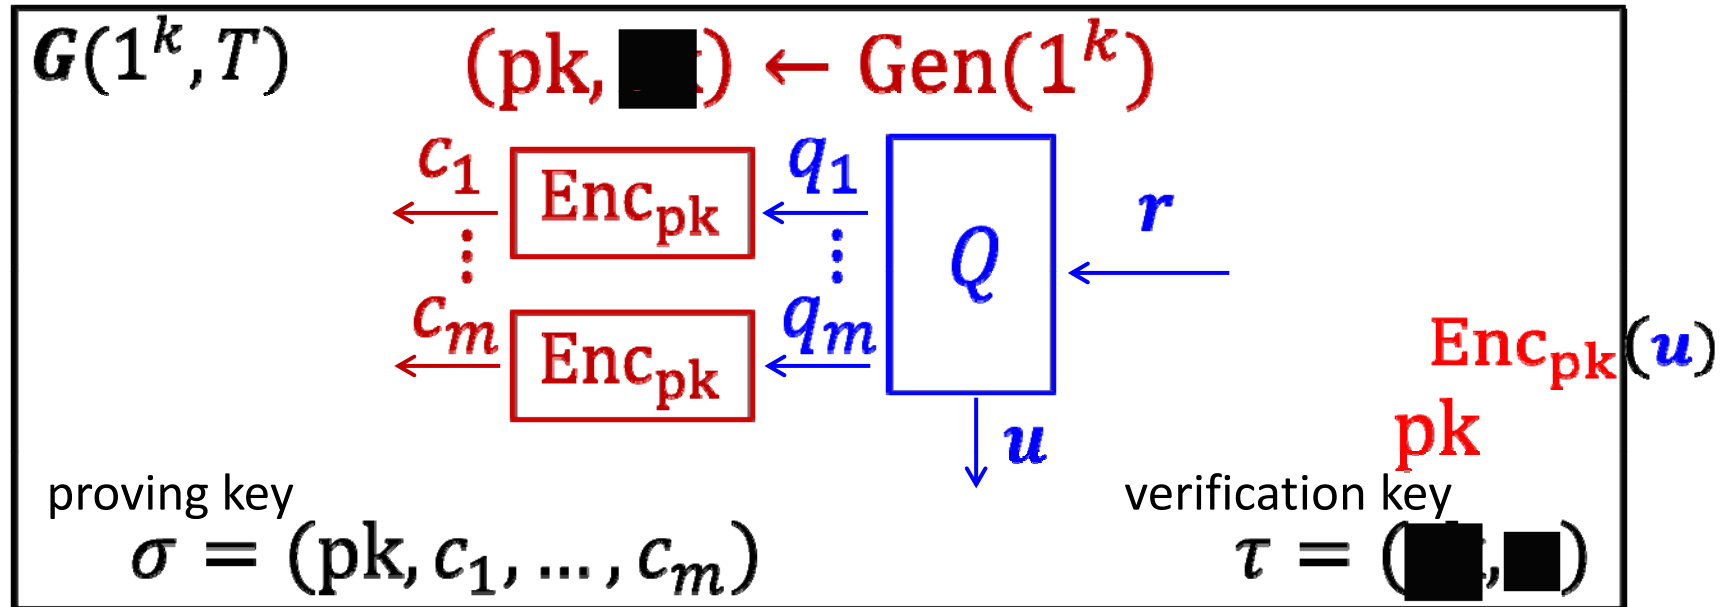 G(1^k, T)
(pk, ) ← Gen(1^k)
c_1 Enc_pk q_1
r
⋮ ⋮ Q
c_m Enc_pk q_m
Enc_pk(u)
u pk
proving key verification key
σ = (pk, c_1, …, c_m) τ = ( , )